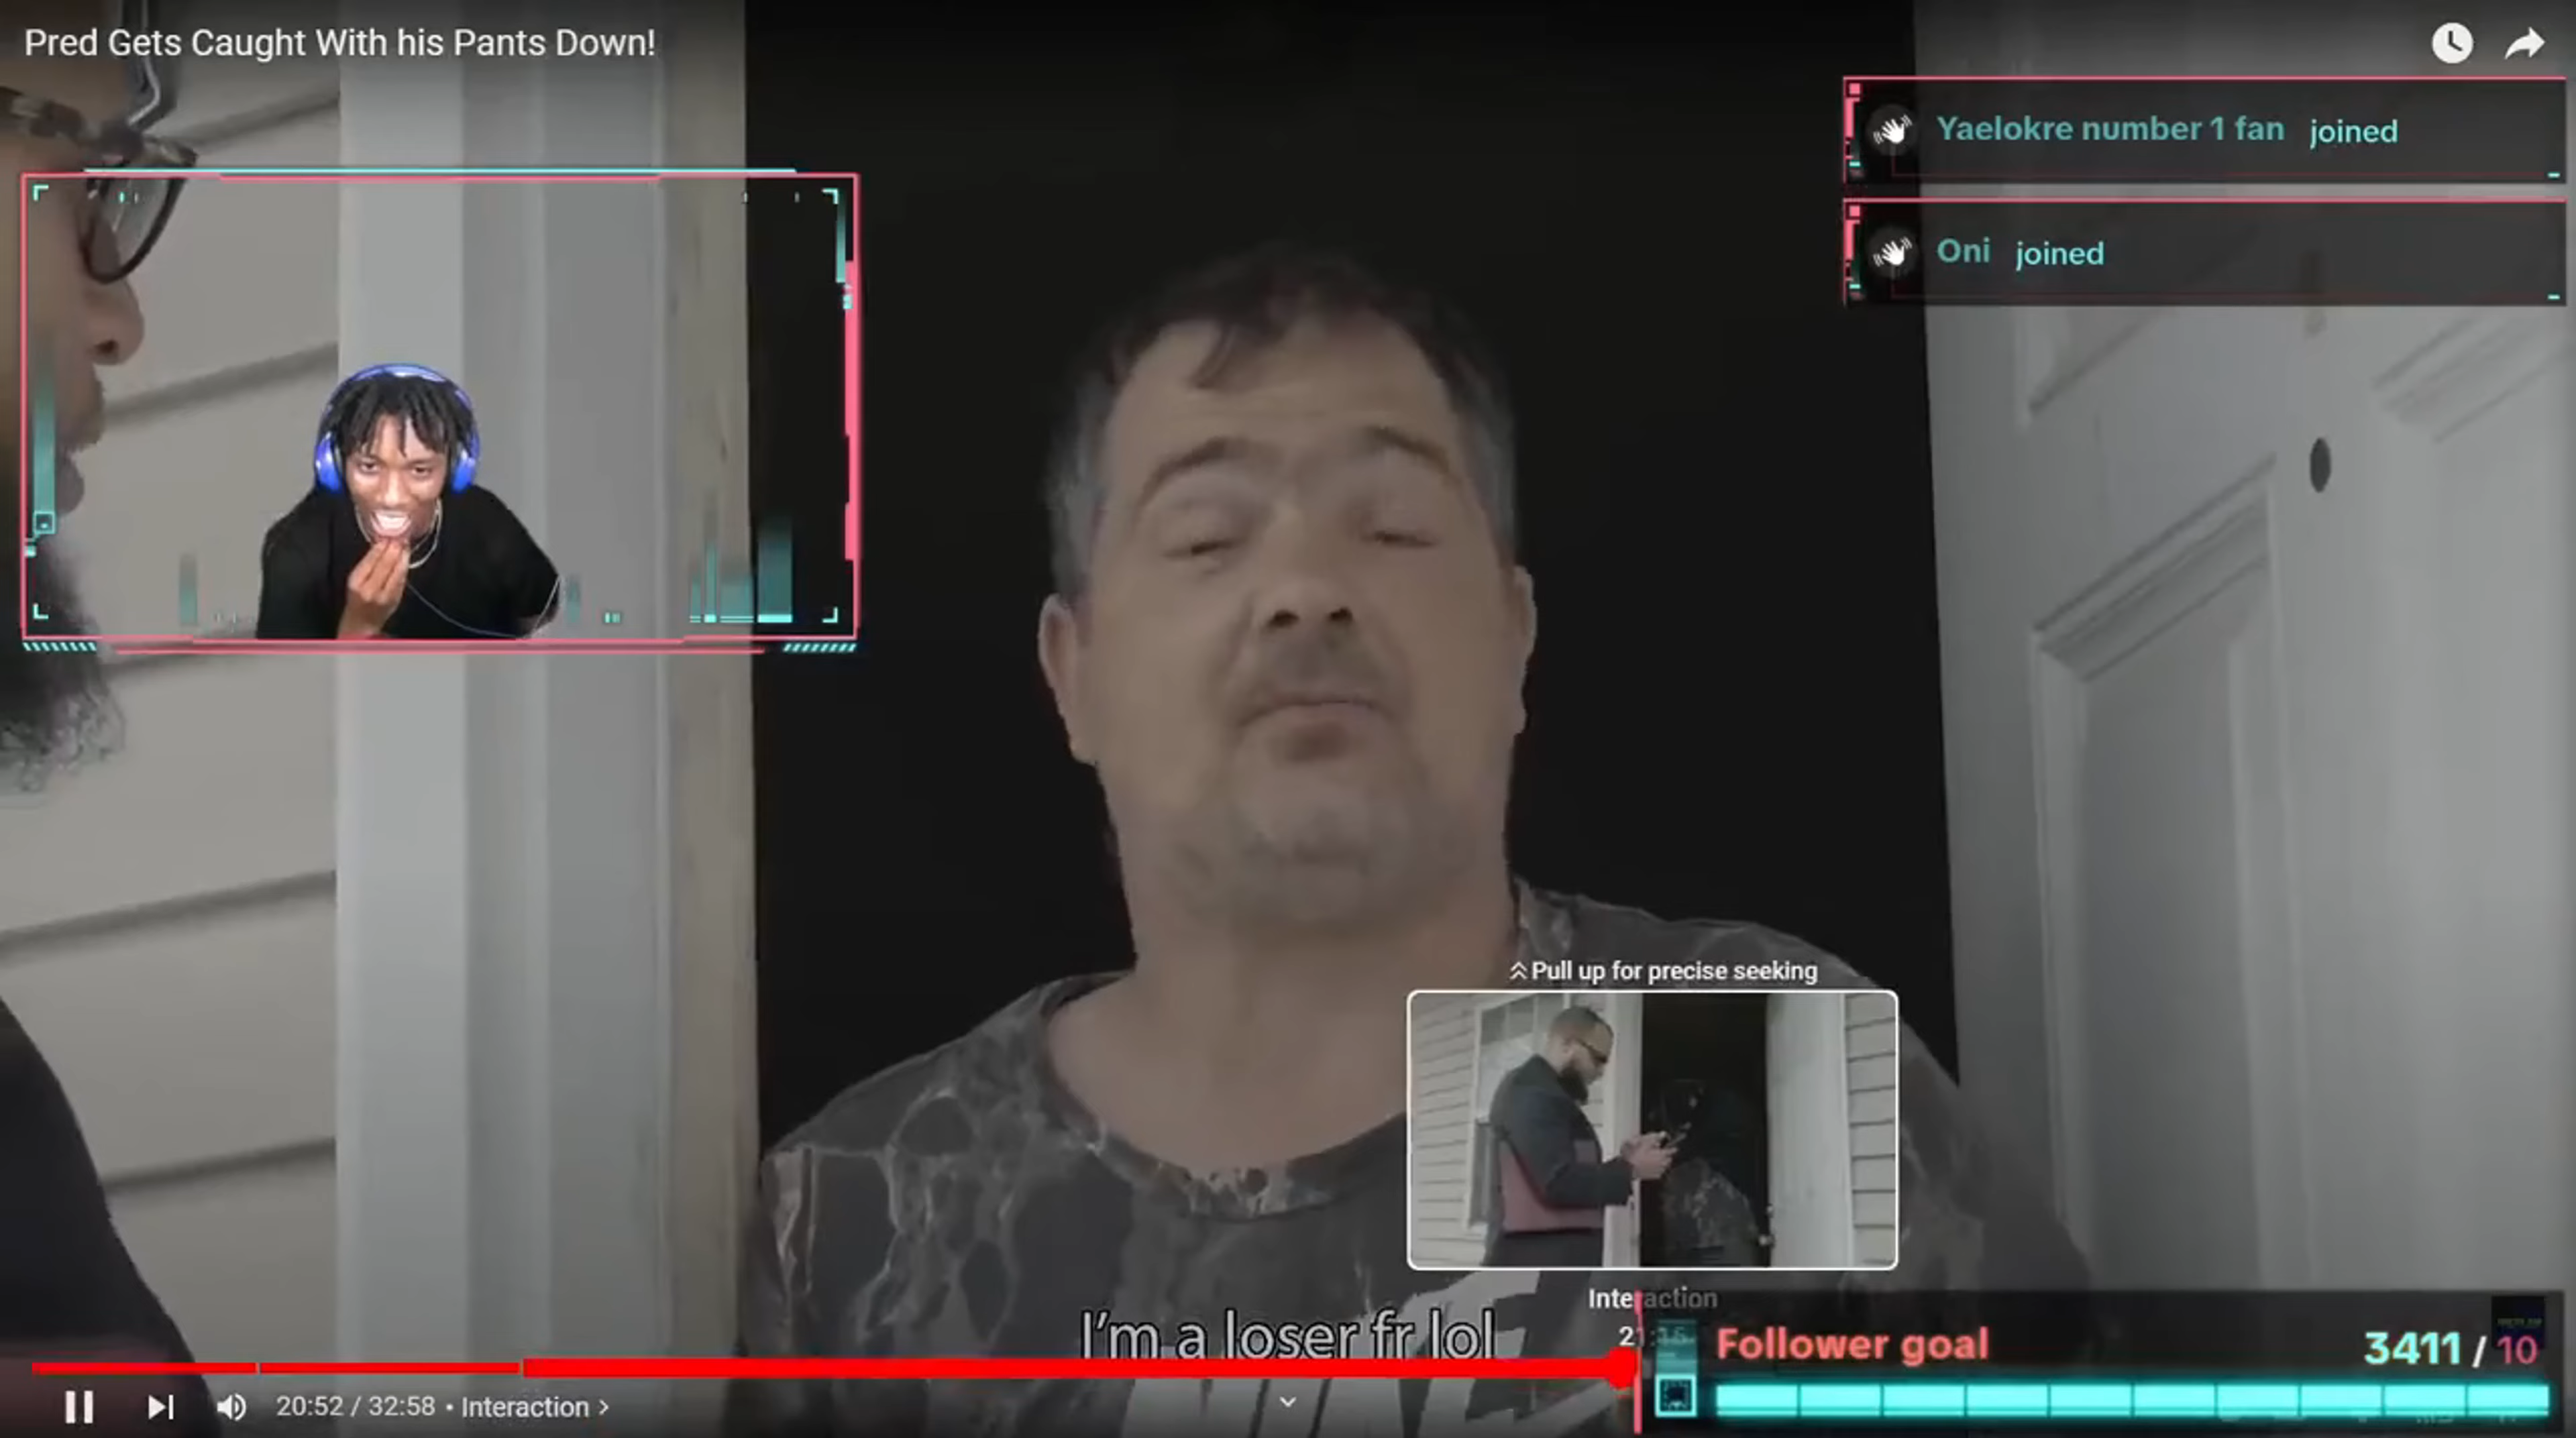 Pred Gets Caught With his Pants Down!
Yaelokre number 1 fan joined
Oni joined
Pull up for precise seeking
Interaction
I'm a loser fr lol
Follower goal
3411 / 10
20:52 / 32:58 • Interaction >